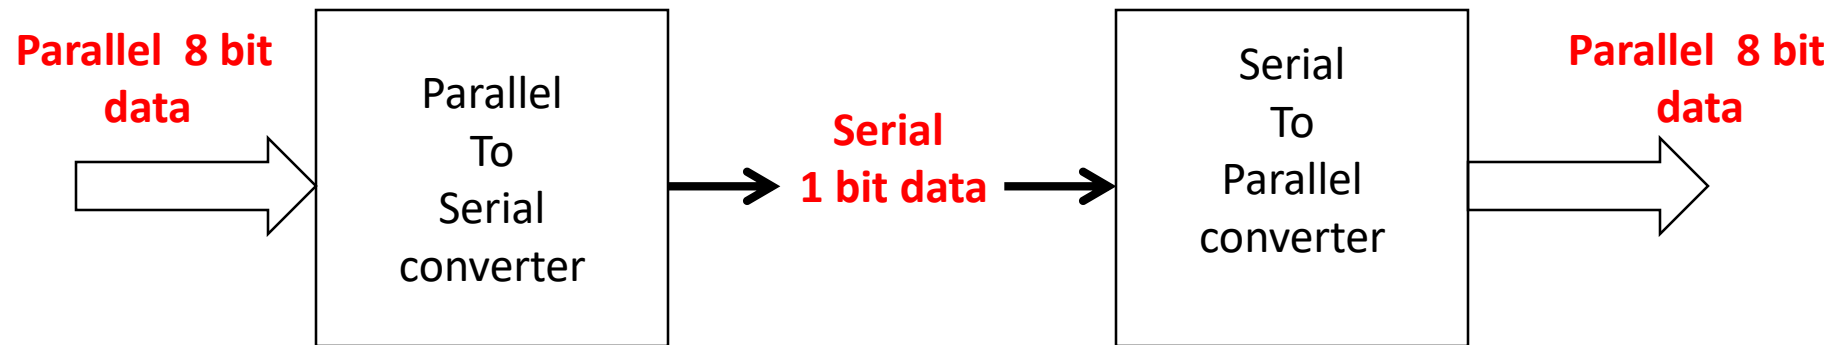 Parallel  8 bit
data
Parallel
To
Serial
converter
Serial
1 bit data
Serial
To
Parallel
converter
Parallel  8 bit
data